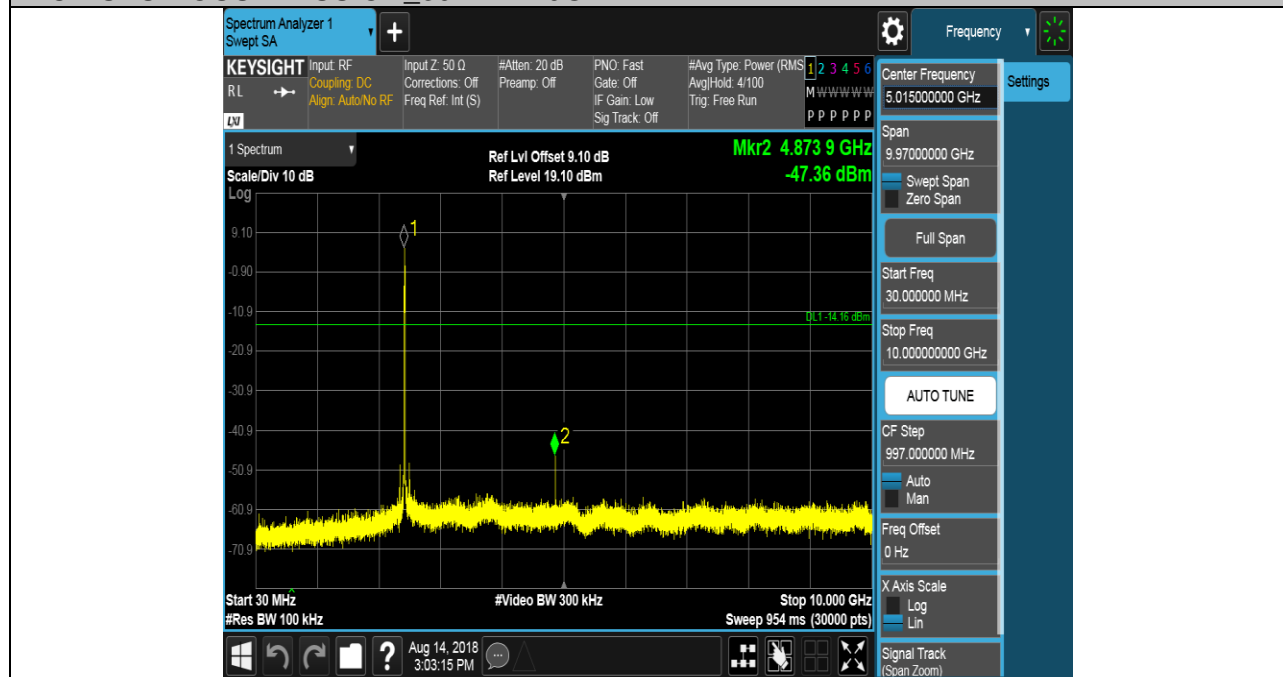 Spectrum Analyzer 1
Swept SA
+
Frequency
KEYSIGHT
RL
LXI
Input: RF
Coupling: DC
Align: Auto/No RF
Input Z: 50 Ω
Corrections: Off
Freq Ref: Int (S)
#Atten: 20 dB
Preamp: Off
PNO: Fast
Gate: Off
IF Gain: Low
Sig Track: Off
#Avg Type: Power (RMS
Avg|Hold: 4/100
Trig: Free Run
1 2 3 4 5 6
M W W W W W
P P P P P P
1 Spectrum
Scale/Div 10 dB
Ref Lvl Offset 9.10 dB
Ref Level 19.10 dBm
Mkr2 4.873 9 GHz
-47.36 dBm
Log
9.10
-0.90
-10.9
-20.9
-30.9
-40.9
-50.9
-60.9
-70.9
1
DL1 -14.16 dBm
2
Start 30 MHz
#Res BW 100 kHz
#Video BW 300 kHz
Stop 10.000 GHz
Sweep 954 ms (30000 pts)
?
Aug 14, 2018
3:03:15 PM
Center Frequency
5.015000000 GHz
Span
9.97000000 GHz
Swept Span
Zero Span
Full Span
Start Freq
30.000000 MHz
Stop Freq
10.000000000 GHz
AUTO TUNE
CF Step
997.000000 MHz
Auto
Man
Freq Offset
0 Hz
X Axis Scale
Log
Lin
Signal Track
(Span Zoom)
Settings